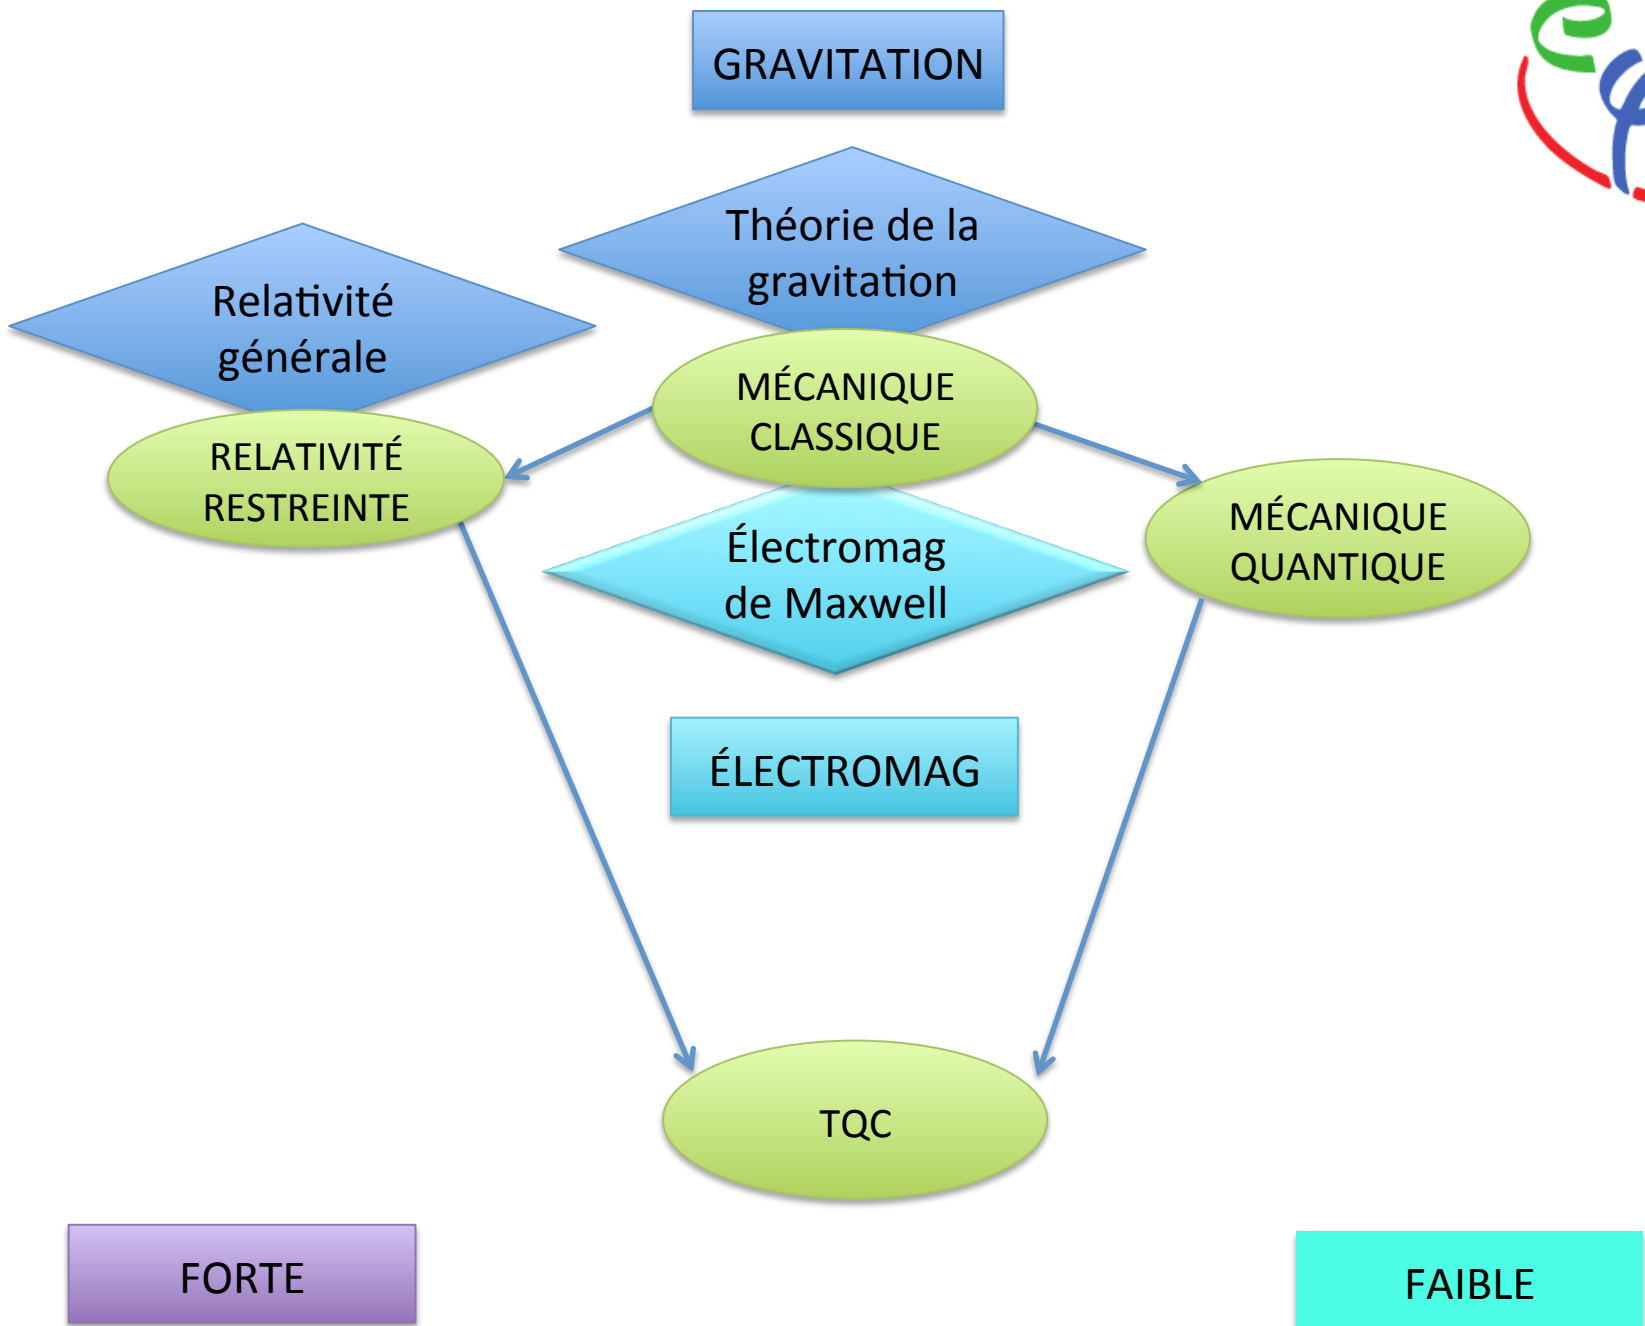 GRAVITATION
Théorie de la
gravitation
Relativité
générale
MÉCANIQUE
CLASSIQUE
RELATIVITÉ
RESTREINTE
MÉCANIQUE
QUANTIQUE
Électromag
de Maxwell
ÉLECTROMAG
TQC
FORTE
FAIBLE